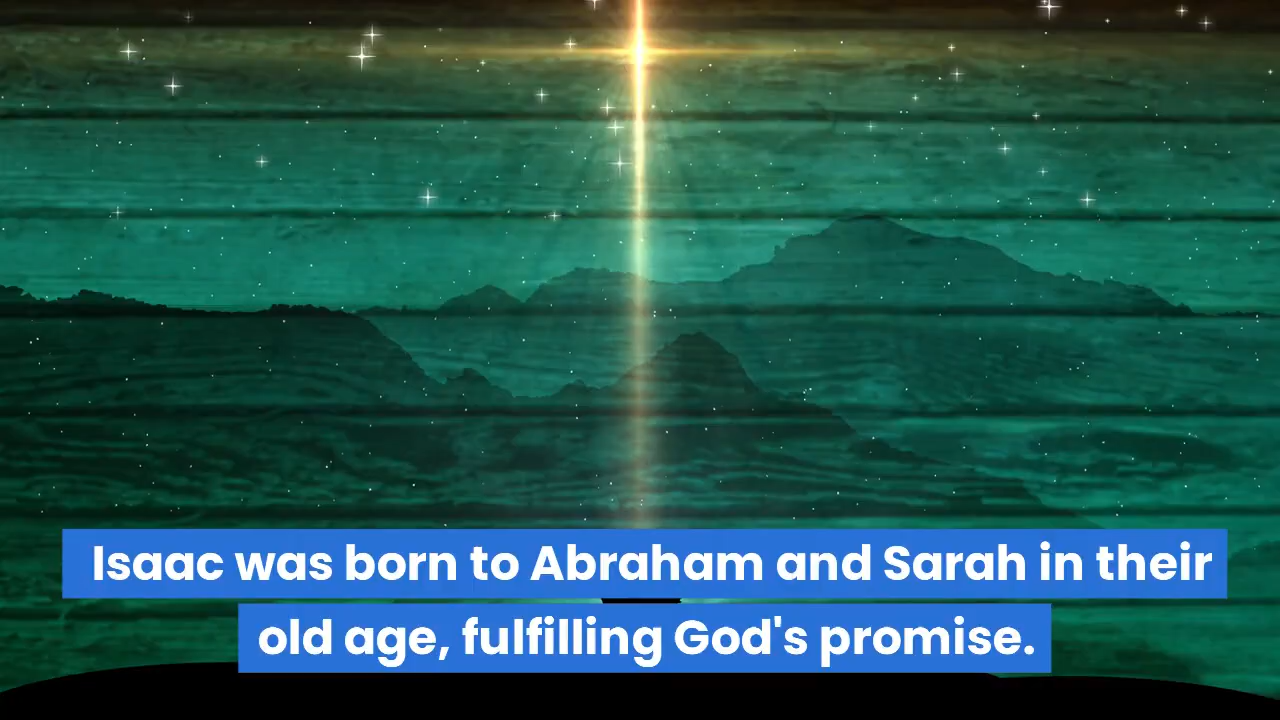 Isaac was born to Abraham and Sarah in their
old age, fulfilling God's promise.